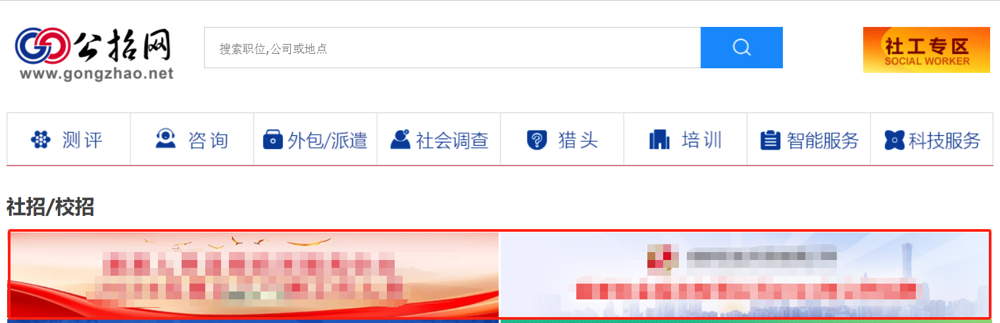 公招网
www.gongzhao.net
搜索职位,公司或地点
社工专区
SOCIAL WORKER
测评
咨询
外包/派遣
社会调查
猎头
培训
智能服务
科技服务
社招/校招